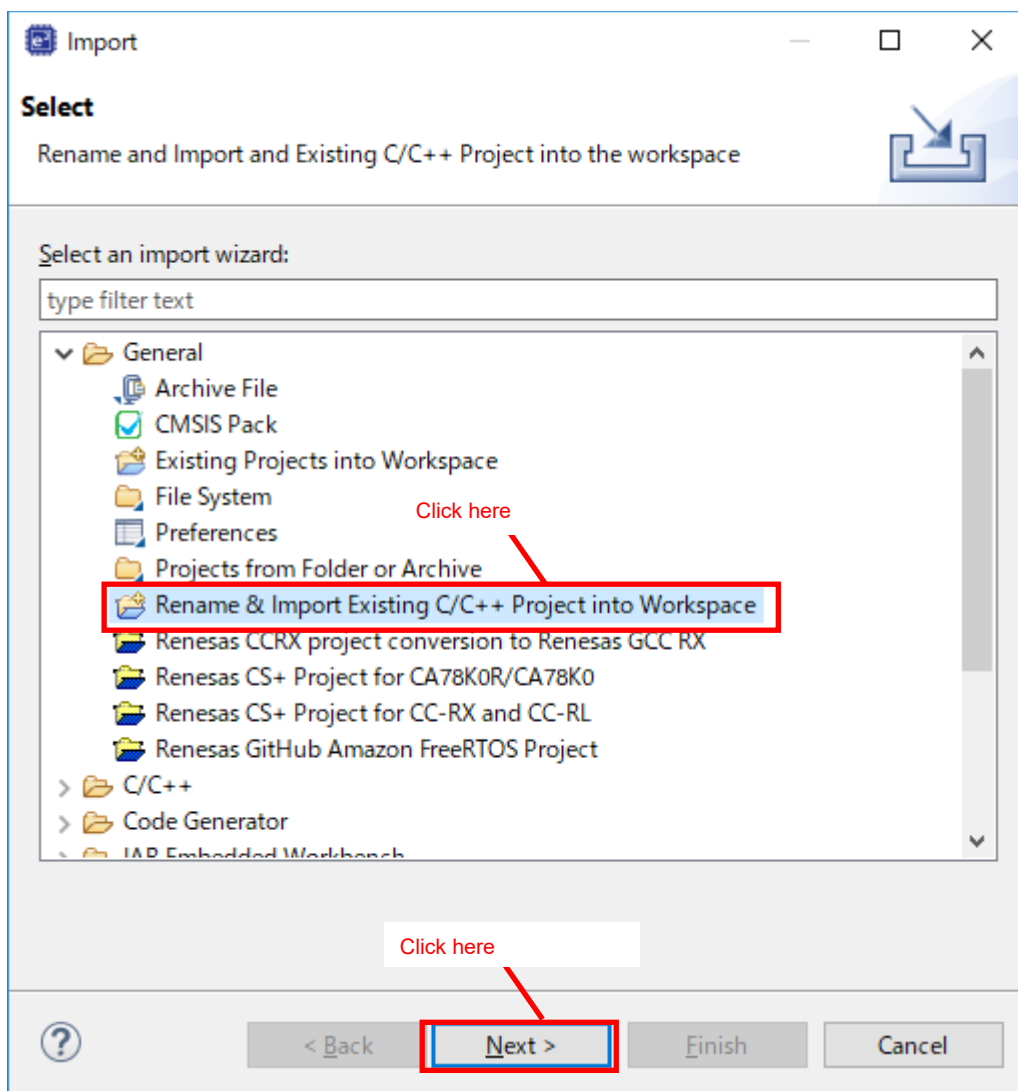 Import
Select
Rename and Import and Existing C/C++ Project into the workspace
Select an import wizard:
type filter text
General
Archive File
CMSIS Pack
Existing Projects into Workspace
File System
Click here
Preferences
Projects from Folder or Archive
Rename & Import Existing C/C++ Project into Workspace
Renesas CCRX project conversion to Renesas GCC RX
Renesas CS+ Project for CA78K0R/CA78K0
Renesas CS+ Project for CC-RX and CC-RL
Renesas GitHub Amazon FreeRTOS Project
C/C++
Code Generator
IAR Embedded Workbench
Click here
?
< Back
Next >
Finish
Cancel